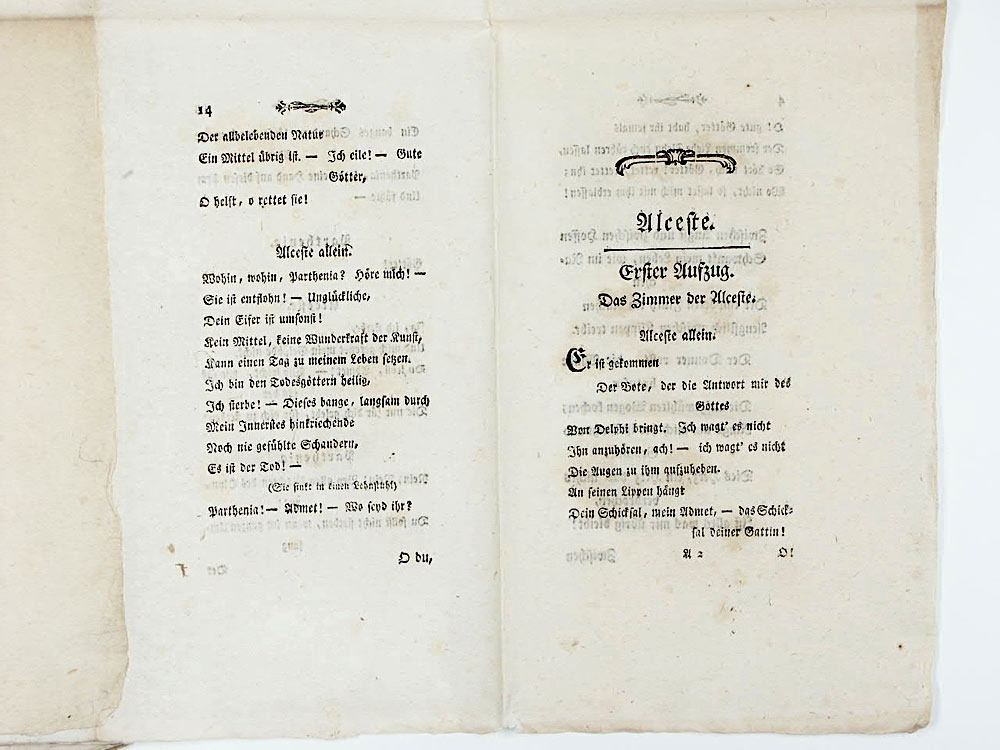 14
Der allbelebenden Natur
Ein Mittel übrig ist. — Ich eile! — Gute
Götter,
O helft, o rettet sie!
Alceste allein.
Wohin, wohin, Parthenia? Höre mich! —
Sie ist entflohn! — Unglückliche,
Dein Eifer ist umsonst!
Kein Mittel, keine Wunderkraft der Kunst,
Kann einen Tag zu meinem Leben setzen.
Ich bin den Todesgöttern heilig,
Ich sterbe! — Dieses bange, langsam durch
Mein Innerstes hinkriechende
Noch nie gefühlte Schaudern,
Es ist der Tod! —
(Sie sinkt in einen Lehnstuhl)
Parthenia! — Admet! — Wo seyd ihr?
O du,
Alceste.
Erster Aufzug.
Das Zimmer der Alceste.
Alceste allein.
Er ist gekommen
Der Bote, der die Antwort mir des
Gottes
Von Delphi bringt. Ich wagt' es nicht
Ihn anzuhören, ach! — ich wagt' es nicht
Die Augen zu ihm aufzuheben.
An seinen Lippen hängt
Dein Schicksal, mein Admet, — das Schick=
sal deiner Gattin!
A 2 O!